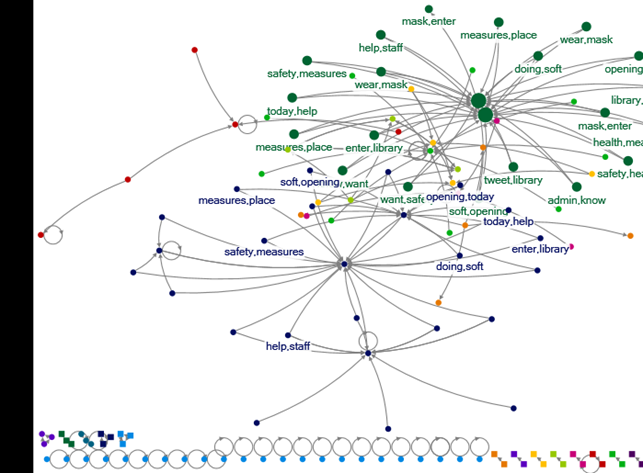 mask,enter
measures,place
wear,mask
help,staff
doing,soft
opening
safety,measures
wear,mask
library,
today,help
mask,enter
measures,place
enter,library
health,mea
safety,he
soft,opening
,want
tweet,library
measures,place
want,safe
opening,today
admin,know
soft,opening
today,help
safety,measures
enter,library
doing,soft
help,staff